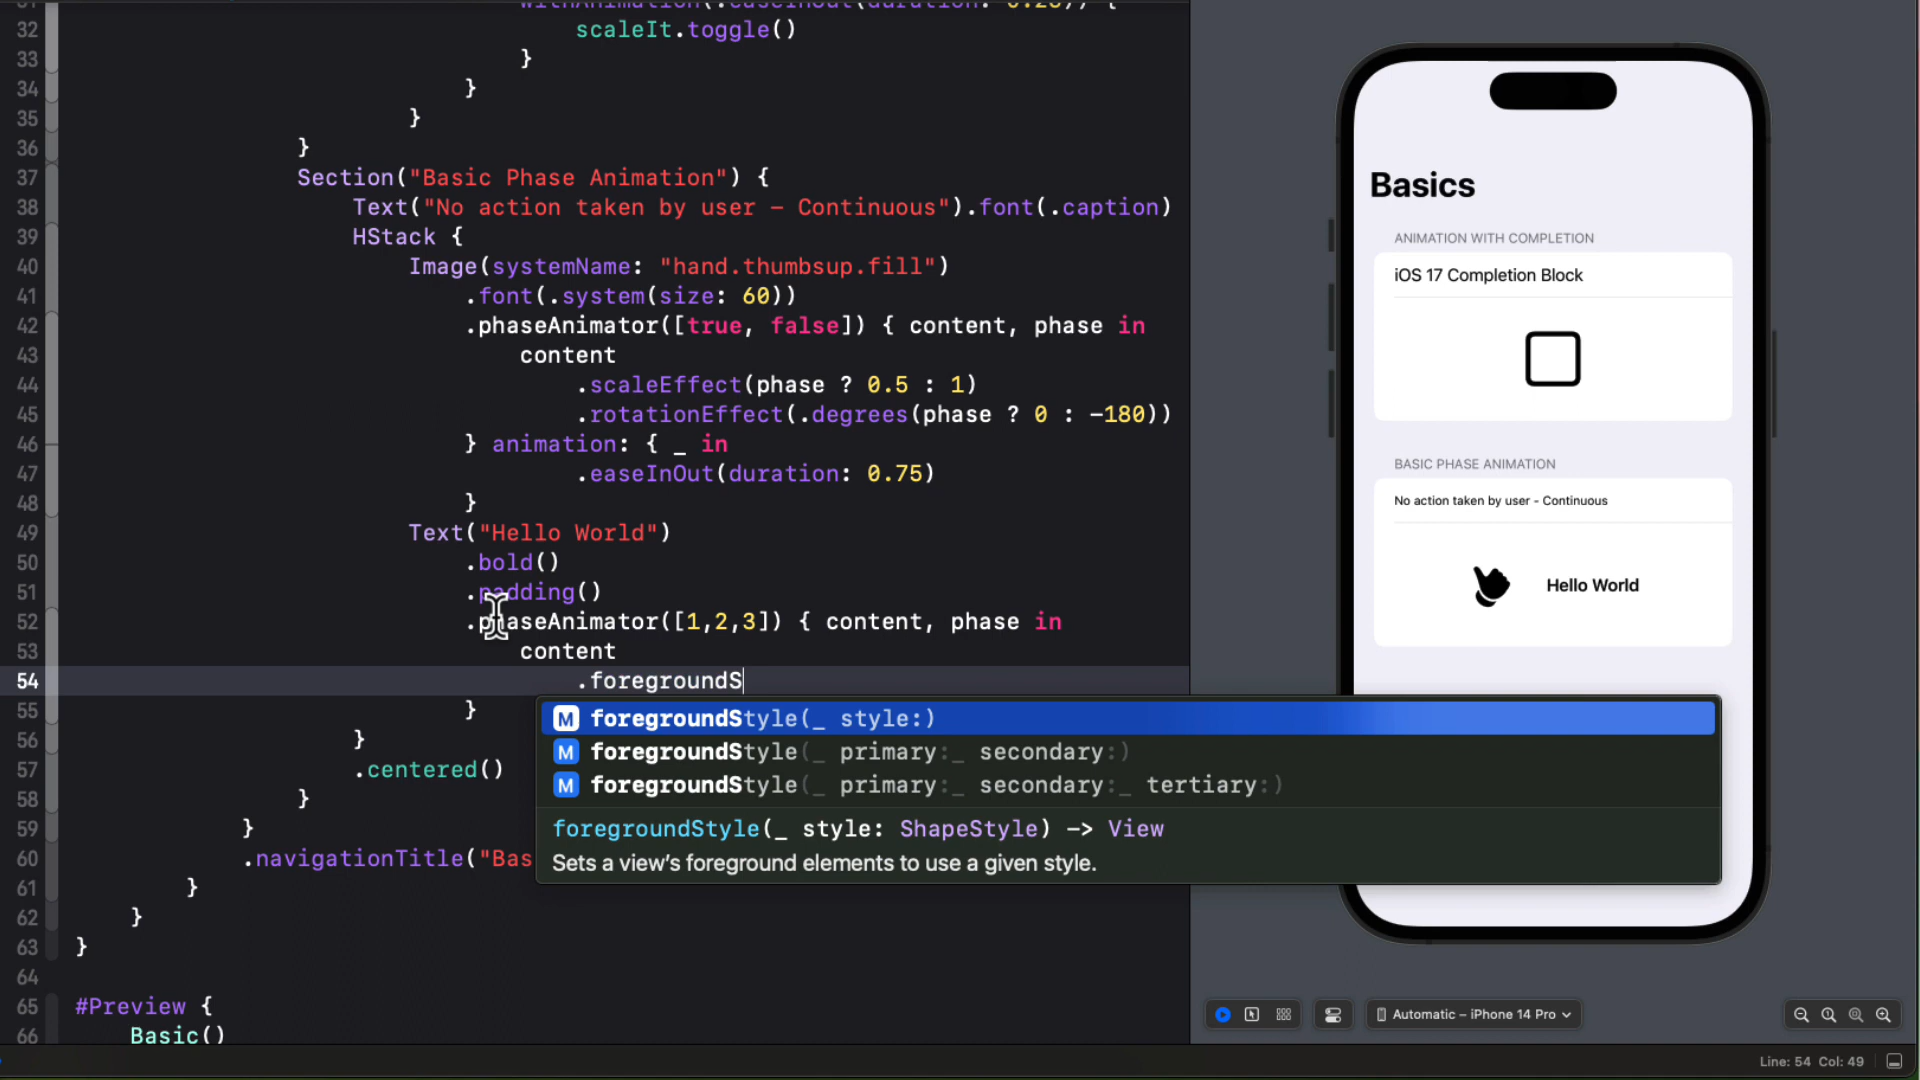 31 withAnimation(.easeInOut(duration: 0.25)) {
32 scaleIt.toggle()
33 }
34 }
35 }
36 }
37 Section("Basic Phase Animation") {
38 Text("No action taken by user - Continuous").font(.caption)
39 HStack {
40 Image(systemName: "hand.thumbsup.fill")
41 .font(.system(size: 60))
42 .phaseAnimator([true, false]) { content, phase in
43 content
44 .scaleEffect(phase ? 0.5 : 1)
45 .rotationEffect(.degrees(phase ? 0 : -180))
46 } animation: { _ in
47 .easeInOut(duration: 0.75)
48 }
49 Text("Hello World")
50 .bold()
51 .padding()
52 .phaseAnimator([1,2,3]) { content, phase in
53 content
54 .foregroundS
55 }
56 }
57 .centered()
58 }
59 }
60 .navigationTitle("Bas
61 }
62 }
63 }
64
65 #Preview {
66 Basic()
M foregroundStyle(_ style:)
M foregroundStyle(_ primary:_ secondary:)
M foregroundStyle(_ primary:_ secondary:_ tertiary:)
foregroundStyle(_ style: ShapeStyle) -> View
Sets a view's foreground elements to use a given style.
Basics
ANIMATION WITH COMPLETION
iOS 17 Completion Block
BASIC PHASE ANIMATION
No action taken by user - Continuous
Hello World
Automatic – iPhone 14 Pro
Line: 54 Col: 49